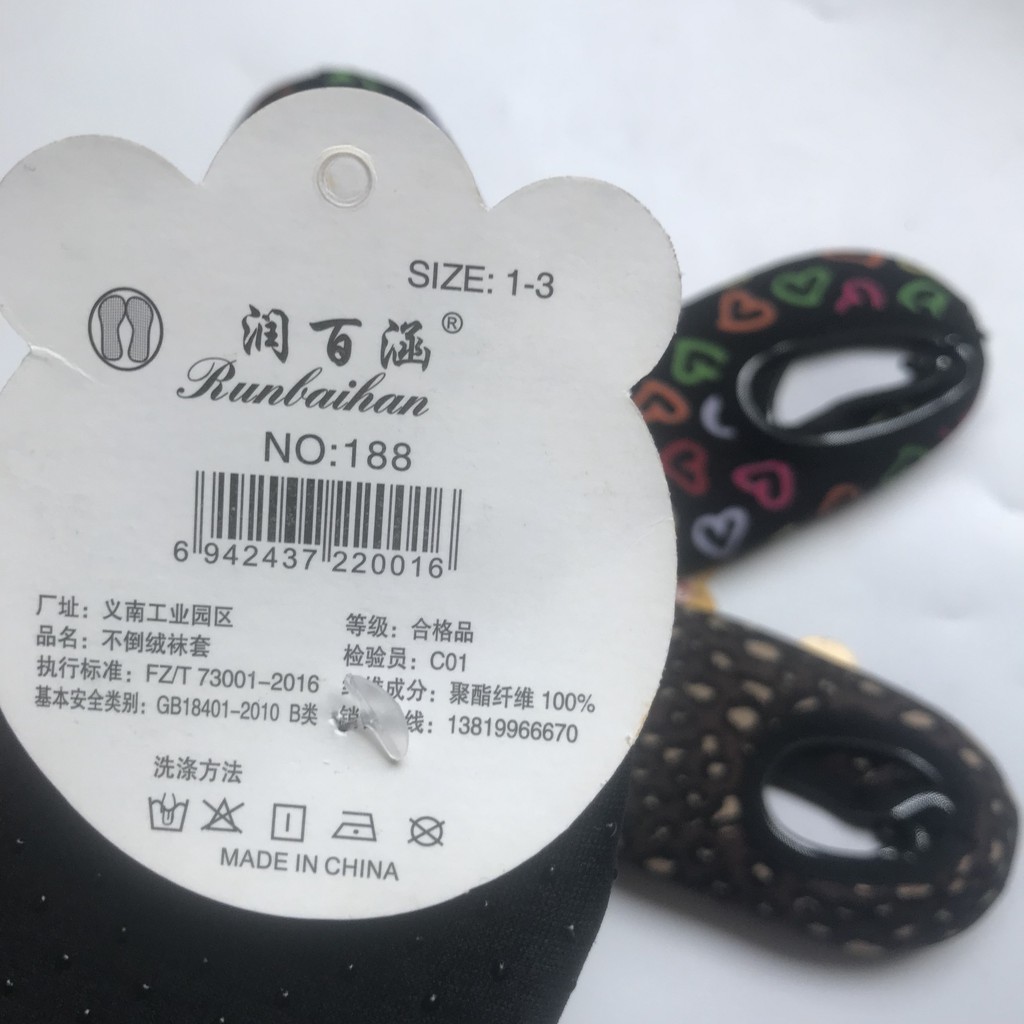 SIZE: 1-3
润百涵®
Runbaihan
NO:188
6 942437 220016
厂址：义南工业园区
品名：不倒绒袜套
执行标准：FZ/T 73001-2016
基本安全类别：GB18401-2010 B类
等级：合格品
检验员：C01
维成分：聚酯纤维 100%
销 线：13819966670
洗涤方法
MADE IN CHINA